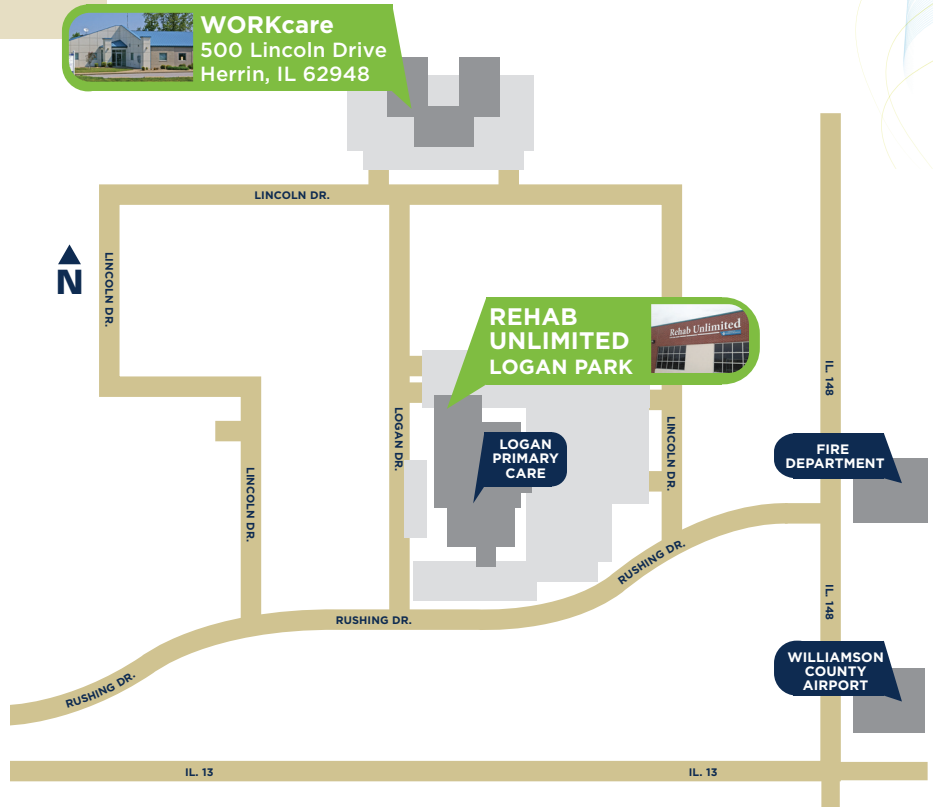 WORKcare
500 Lincoln Drive
Herrin, IL 62948
LINCOLN DR.
LINCOLN DR.
N
REHAB
UNLIMITED
LOGAN PARK
Rehab Unlimited
IL 148
LOGAN DR.
LINCOLN DR.
LOGAN
PRIMARY
CARE
FIRE
DEPARTMENT
LINCOLN DR.
RUSHING DR.
IL 148
RUSHING DR.
WILLIAMSON
COUNTY
AIRPORT
RUSHING DR.
IL. 13
IL. 13